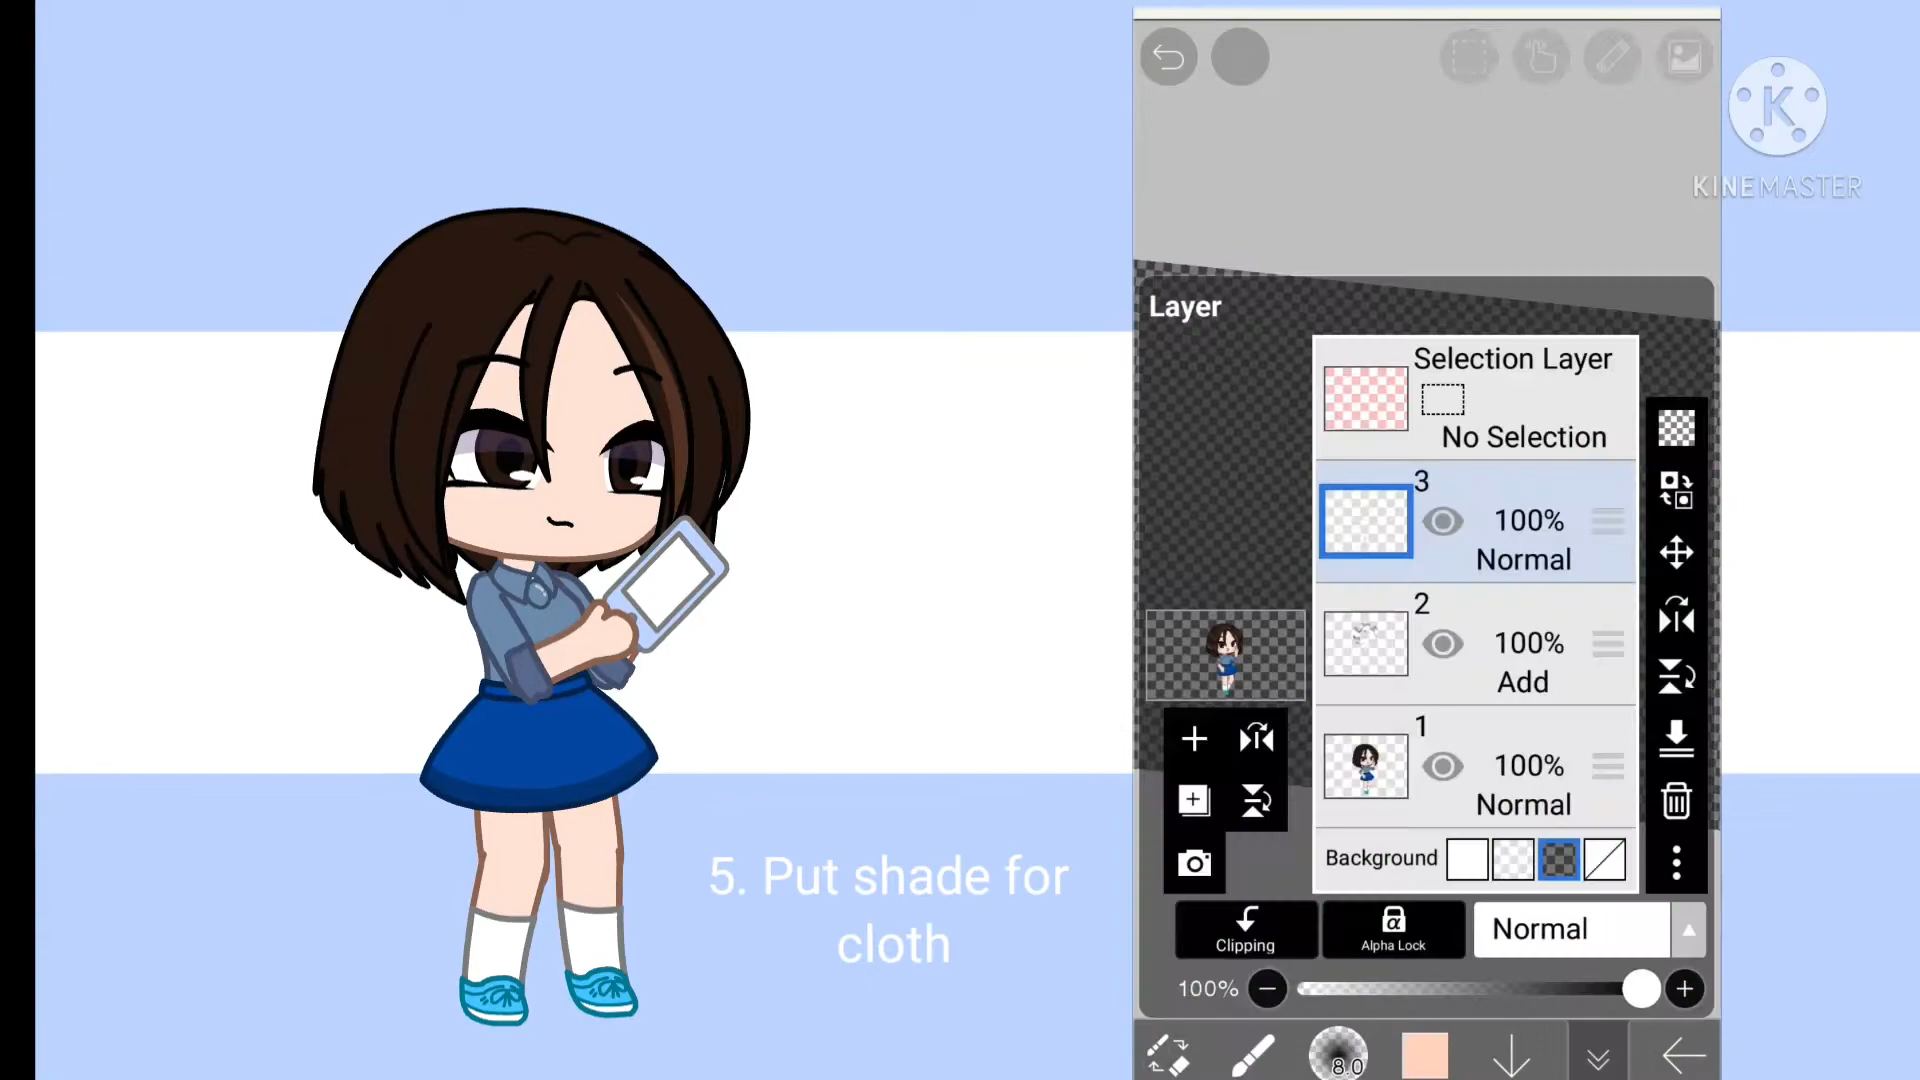 K
KINEMASTER
Layer
Selection Layer
No Selection
3
100%
Normal
2
100%
Add
1
100%
Normal
Background
5. Put shade for
cloth
Clipping
α
Alpha Lock
Normal
100%
8.0